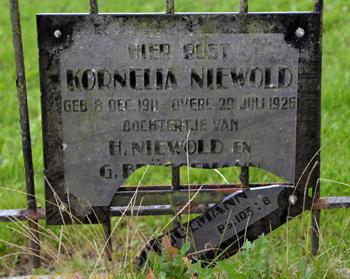 HIER RUST
KORNELIA NIEWOLD
GEB 8 DEC. 1911 OVERL 20 JULI 1926
DOCHTERTJE VAN
H. NIEWOLD EN
G.